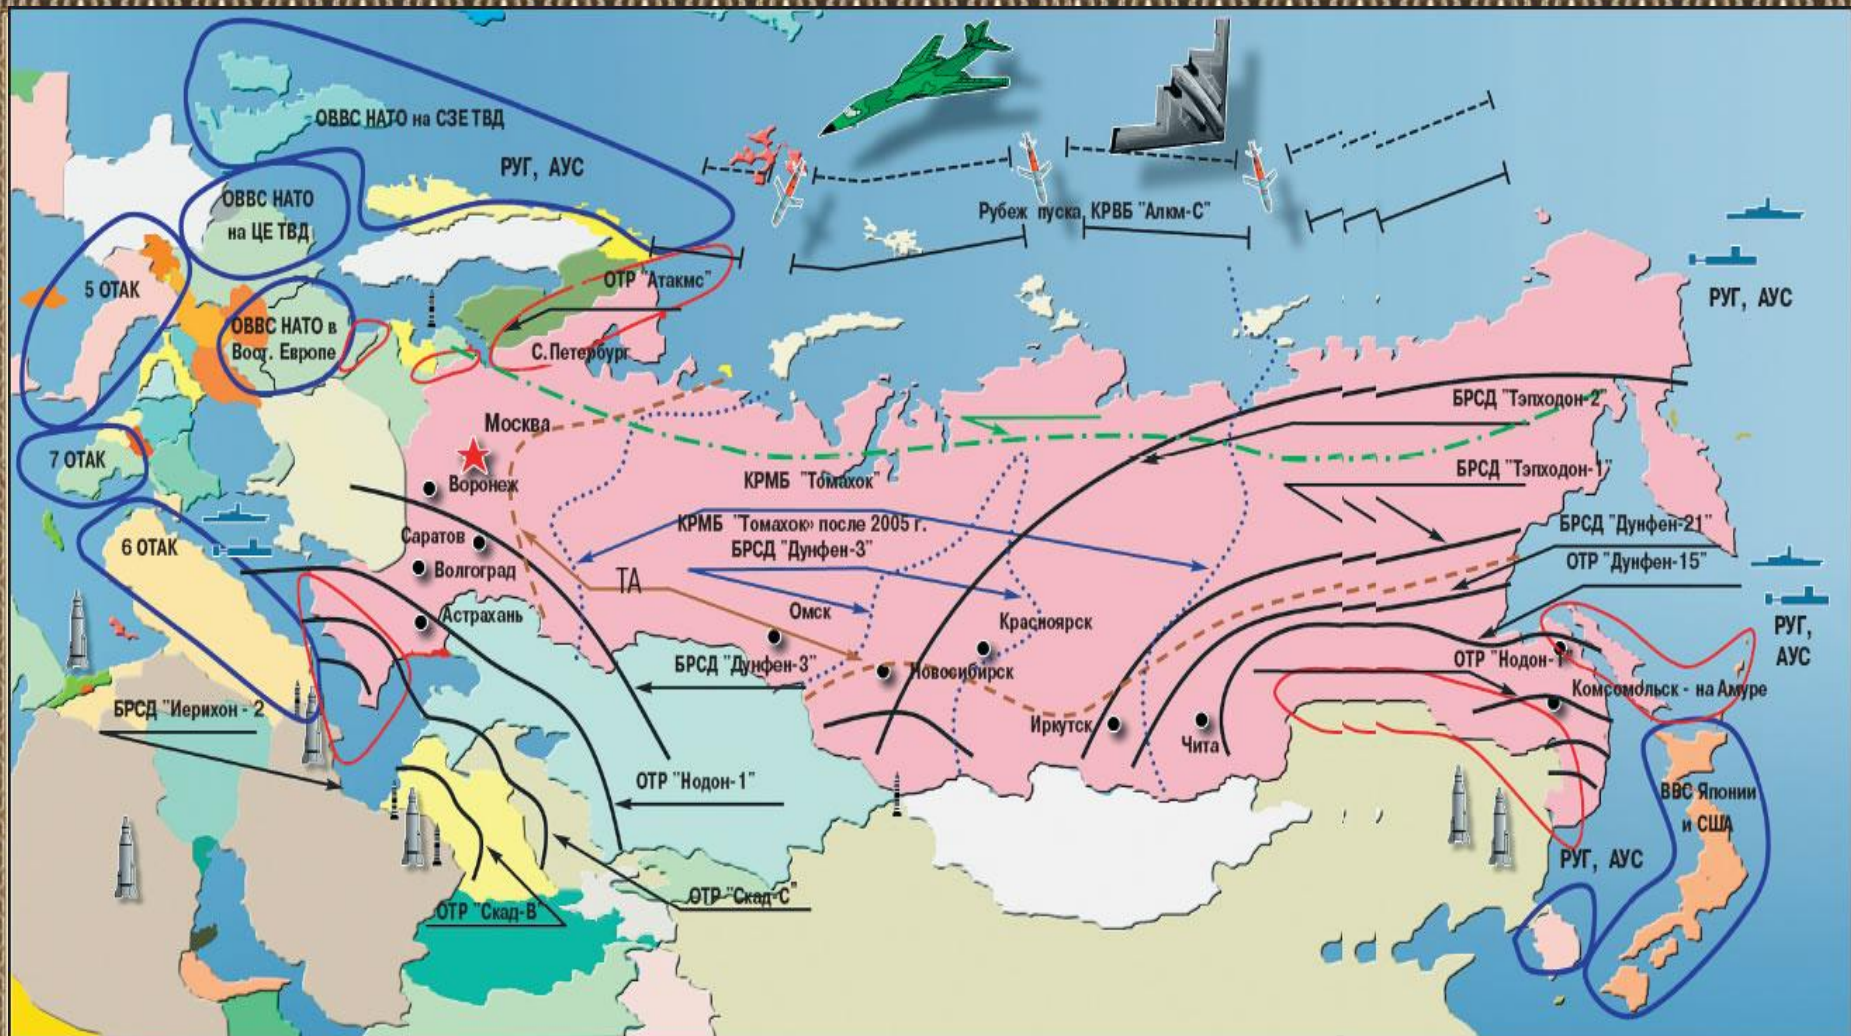 ОВВС НАТО на СЗЕ ТВД
РУГ, АУС
ОВВС НАТО
на ЦЕ ТВД
Рубеж пуска, КРВБ "Алкм-С"
5 ОТАК
ОТР "Атакмс"
РУГ, АУС
ОВВС НАТО в
Вост. Европе
С.Петербург
БРСД "Тэпходон-2"
Москва
7 ОТАК
КРМБ "Томахок"
БРСД "Тэпходон-1"
Воронеж
КРМБ "Томахок» после 2005 г.
БРСД "Дунфен-3"
БРСД "Дунфен-21"
6 ОТАК
Саратов
ОТР "Дунфен-15"
Волгоград
ТА
Омск
Красноярск
Астрахань
РУГ,
АУС
БРСД "Дунфен-3"
Новосибирск
ОТР "Нодон-1"
Комсомольск - на Амуре
БРСД "Иерихон - 2
Иркутск
Чита
ОТР "Нодон-1"
ВВС Японии
и США
РУГ, АУС
ОТР "Скад-С"
ОТР "Скад-В"